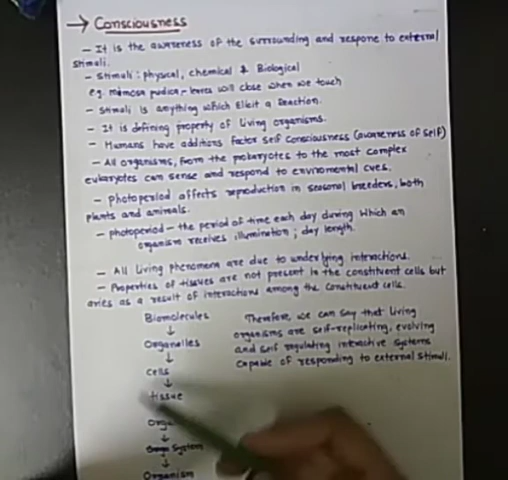 → Consciousness
- It is the awareness of the surrounding and respone to external
stimuli.
- Stimuli : physical, chemical & Biological
e.g. mimosa pudica - leaves will close when we touch
- Stimuli is anything which Elicit a reaction.
- It is defining property of living organisms.
- Humans have additions factor self consciousness (awareness of self)
- All organisms, from the prokaryotes to the most complex
eukaryotes can sense and respond to enviromental cues.
- photoperiod affects reproduction in seasonal breeders, both
plants and animals.
- photoperiod - the period of time each day during which an
organism receives illumination; day length.
- All living phenomena are due to underlying interactions.
- Properties of tissues are not present in the constituent cells but
aries as a result of interactions among the constituent cells.
Biomolecules
↓
Organelles
↓
cells
↓
tissue
↓
System
↓
Organism
Therefore, we can say that living
organisms are self-replicating, evolving
and self regulating interactive systems
capable of responding to external stimuli.